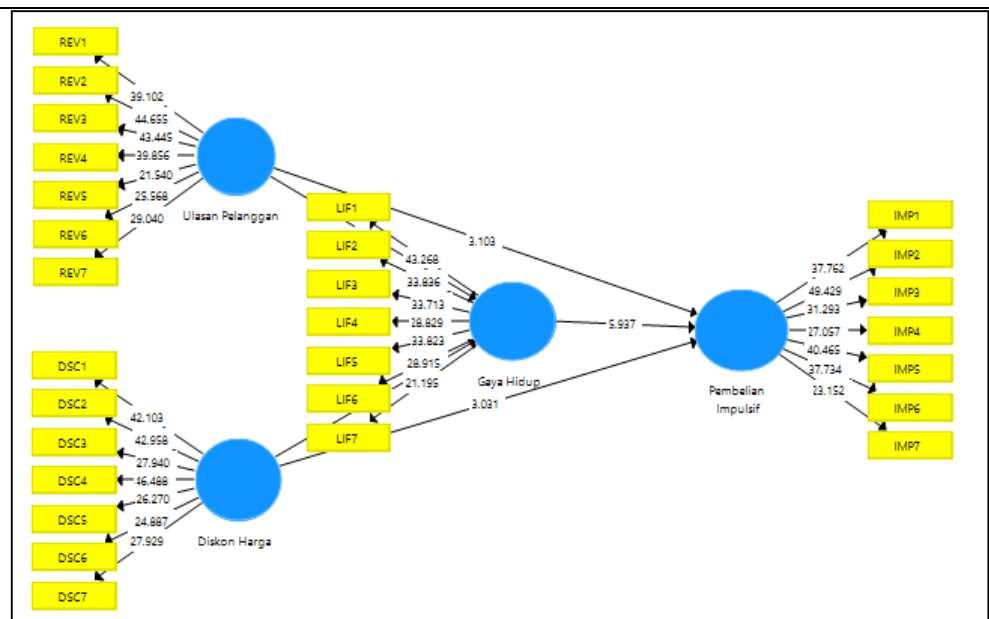 REV1
REV2
REV3
REV4
REV5
REV6
REV7
39.102
44.655
43.445
39.856
21.540
25.568
29.040
Ulasan Pelanggan
DSC1
DSC2
DSC3
DSC4
DSC5
DSC6
DSC7
42.103
42.958
27.940
46.488
26.270
24.887
27.929
Diskon Harga
LIF1
LIF2
LIF3
LIF4
LIF5
LIF6
LIF7
43.268
33.836
33.713
28.829
33.823
28.915
21.195
Gaya Hidup
3.103
5.937
3.031
Pembelian
Impulsif
IMP1
IMP2
IMP3
IMP4
IMP5
IMP6
IMP7
37.762
49.429
31.293
27.057
40.465
37.734
23.152